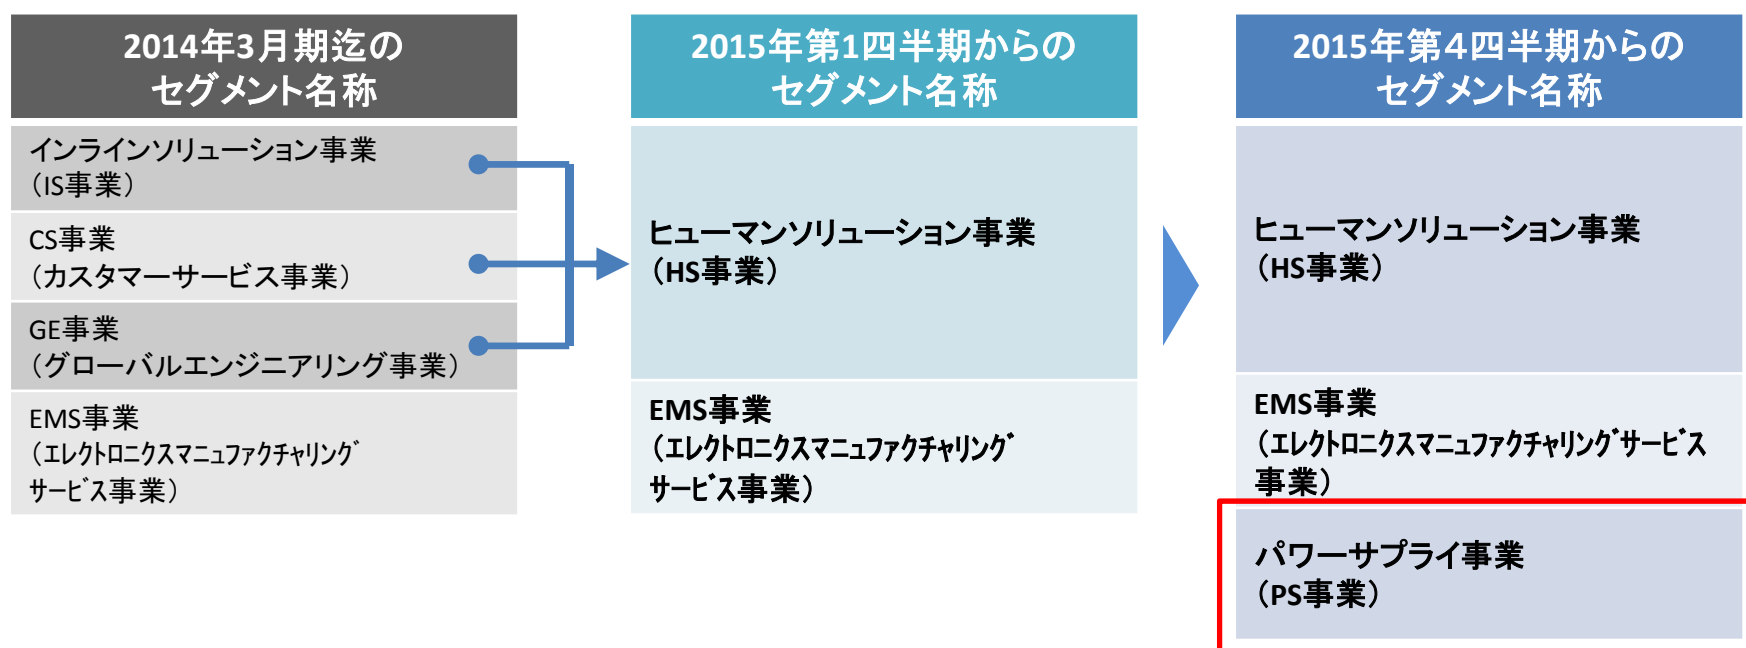 2014年3月期迄の
セグメント名称
インラインソリューション事業
（IS事業）
CS事業
（カスタマーサービス事業）
GE事業
（グローバルエンジニアリング事業）
EMS事業
（ｴﾚｸﾄﾛﾆｸｽﾏﾆｭﾌｧｸﾁｬﾘﾝｸﾞ
ｻｰﾋﾞｽ事業）
2015年第1四半期からの
セグメント名称
ヒューマンソリューション事業
（HS事業）
EMS事業
（ｴﾚｸﾄﾛﾆｸｽﾏﾆｭﾌｧｸﾁｬﾘﾝｸﾞ
ｻｰﾋﾞｽ事業）
2015年第４四半期からの
セグメント名称
ヒューマンソリューション事業
（HS事業）
EMS事業
（ｴﾚｸﾄﾛﾆｸｽﾏﾆｭﾌｧｸﾁｬﾘﾝｸﾞｻｰﾋﾞｽ
事業）
パワーサプライ事業
（PS事業）